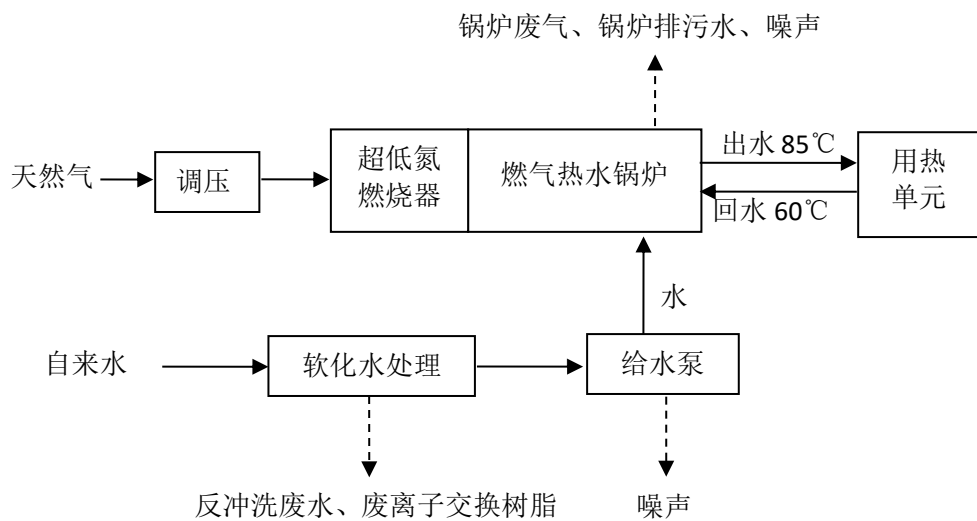 锅炉废气、锅炉排污水、噪声
天然气
调压
超低氮
燃烧器
燃气热水锅炉
出水 85℃
回水 60℃
用热
单元
水
自来水
软化水处理
给水泵
反冲洗废水、废离子交换树脂
噪声